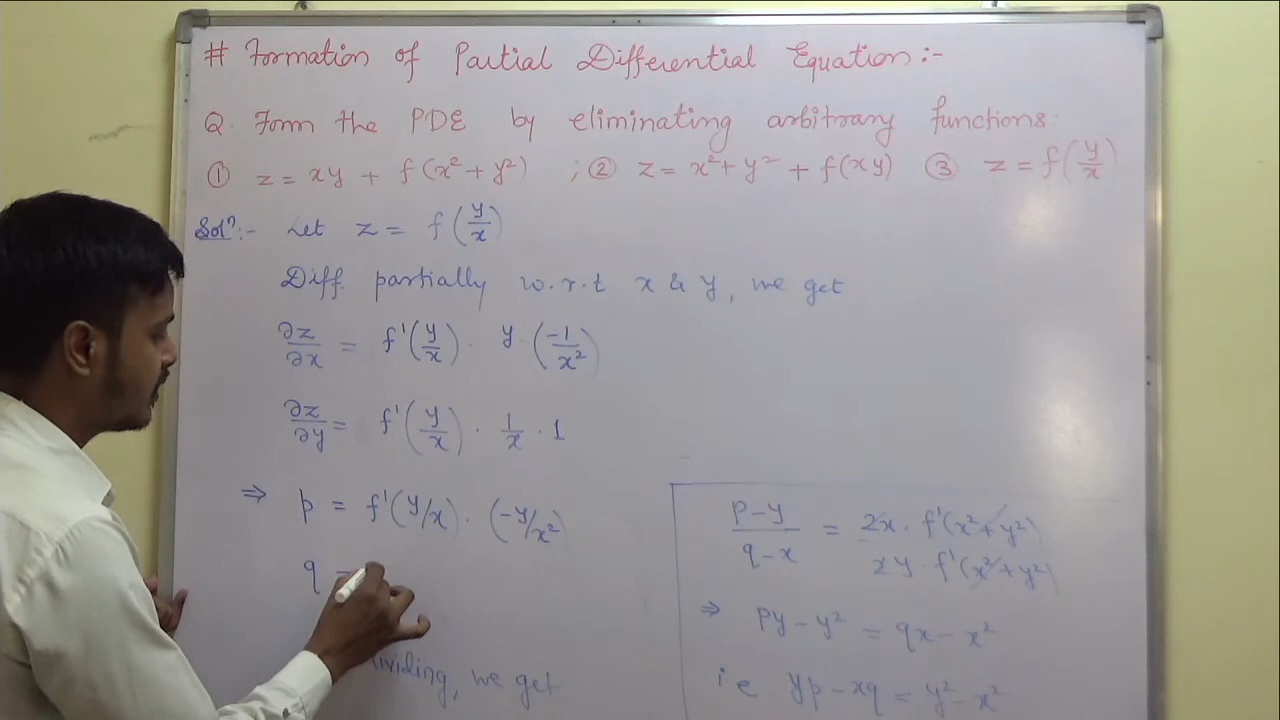 # Formation of Partial Differential Equation :-
Q. Form the PDE by eliminating arbitrary functions:
① z = xy + f(x² + y²) ; ② z = x² + y² + f(xy) ③ z = f(y/x)
Solⁿ:- Let z = f(y/x)
Diff. partially w.r.t x & y, we get
∂z/∂x = f'(y/x) · y · (-1/x²)
∂z/∂y = f'(y/x) · 1/x · 1
⇒ p = f'(y/x) · (-y/x²)
q =
ividing, we get
p-y/q-x = 2x · f'(x² + y²)/2y f'(x² + y²)
⇒ py - y² = qx - x²
i e yp - xq = y² - x²